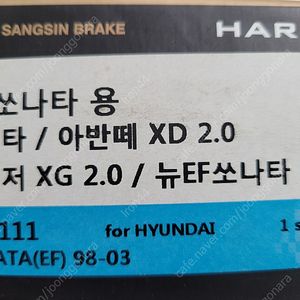 SANGSIN BRAKE HAR
쏘나타 용
타 / 아반떼 XD 2.0
저 XG 2.0 / 뉴EF쏘나타
111 for HYUNDAI 1 s
ATA(EF) 98-03